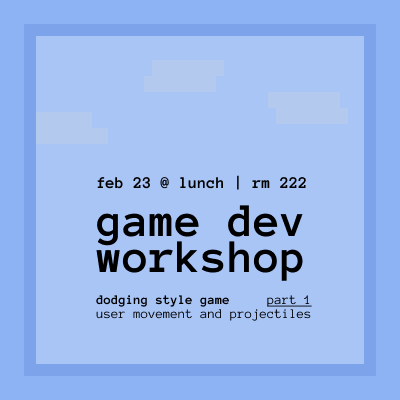 feb 23 @ lunch | rm 222
game dev
workshop
dodging style game part 1
user movement and projectiles